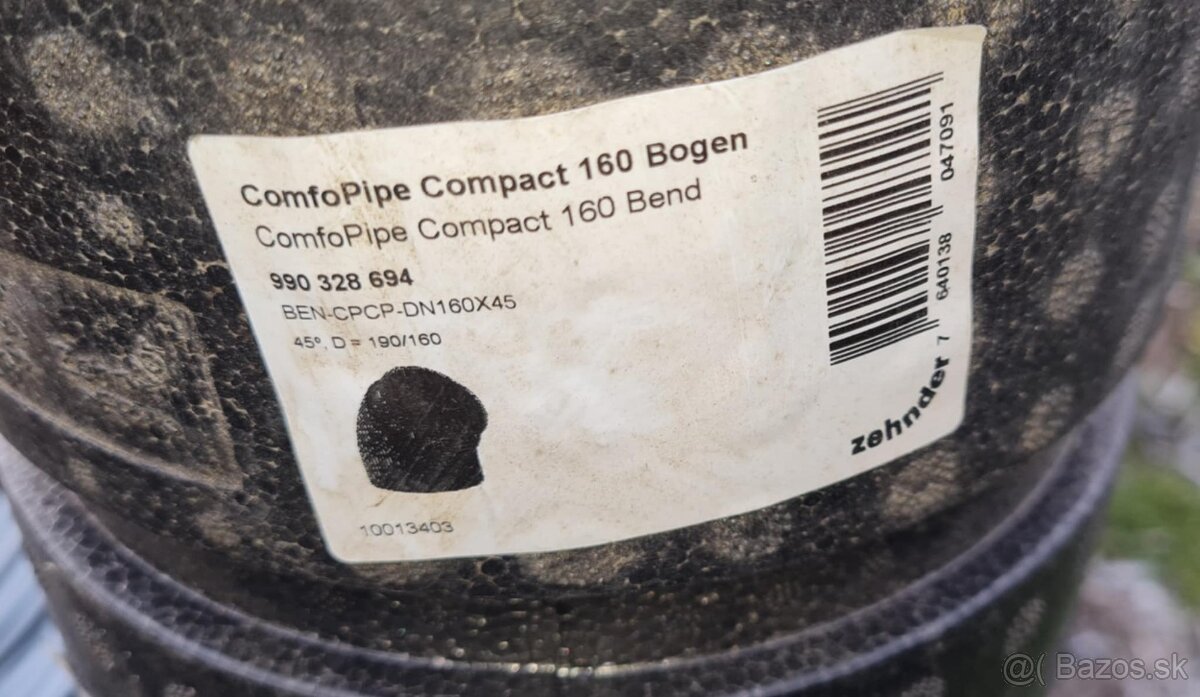 ComfoPipe Compact 160 Bogen
ComfoPipe Compact 160 Bend
990 328 694
BEN-CPCP-DN160X45
45°, D = 190/160
10013403
7 640138 047091
zehnder
@( Bazos.sk